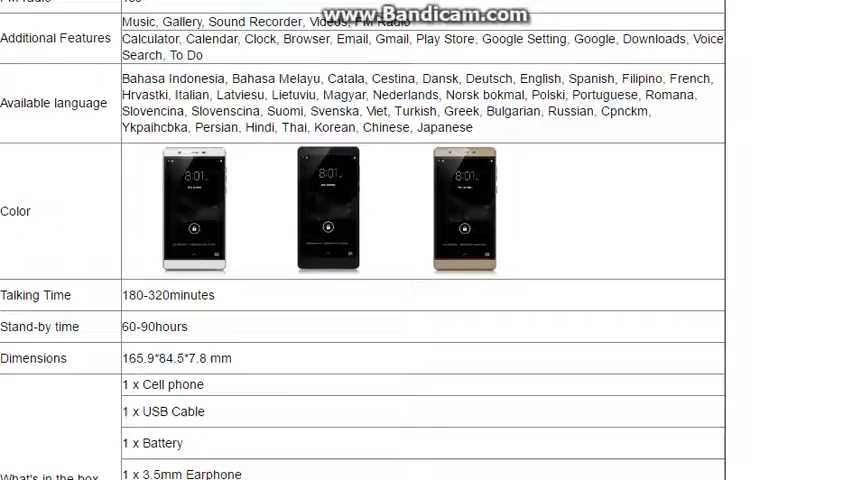 www.Bandicam.com
Music, Gallery, Sound Recorder, Videos, FM Radio
Additional Features
Calculator, Calendar, Clock, Browser, Email, Gmail, Play Store, Google Setting, Google, Downloads, Voice
Search, To Do
Available language
Bahasa Indonesia, Bahasa Melayu, Catala, Cestina, Dansk, Deutsch, English, Spanish, Filipino, French,
Hrvastki, Italian, Latviesu, Lietuviu, Magyar, Nederlands, Norsk bokmal, Polski, Portuguese, Romana,
Slovencina, Slovenscina, Suomi, Svenska, Viet, Turkish, Greek, Bulgarian, Russian, Cpnckm,
Ykpaihcbka, Persian, Hindi, Thai, Korean, Chinese, Japanese
Color
8:01 8:01 8:01
Talking Time 180-320minutes
Stand-by time 60-90hours
Dimensions 165.9*84.5*7.8 mm
1 x Cell phone
1 x USB Cable
1 x Battery
What's in the box
1 x 3.5mm Earphone